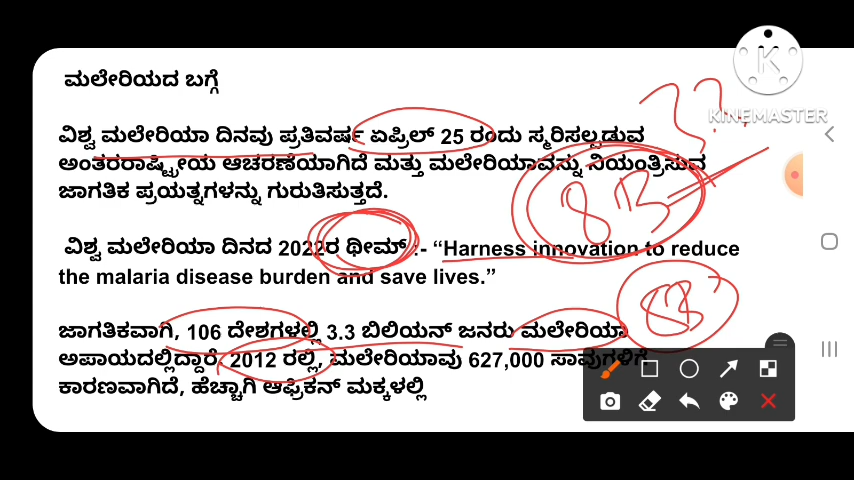 ಮಲೇರಿಯದ ಬಗ್ಗೆ
KINEMASTER
ವಿಶ್ವ ಮಲೇರಿಯಾ ದಿನವು ಪ್ರತಿವರ್ಷ ಏಪ್ರಿಲ್ 25 ರಂದು ಸ್ಮರಿಸಲ್ಪಡುವ
ಅಂತರರಾಷ್ಟ್ರೀಯ ಆಚರಣೆಯಾಗಿದೆ ಮತ್ತು ಮಲೇರಿಯಾವನ್ನು ನಿಯಂತ್ರಿಸುವ
ಜಾಗತಿಕ ಪ್ರಯತ್ನಗಳನ್ನು ಗುರುತಿಸುತ್ತದೆ.
ವಿಶ್ವ ಮಲೇರಿಯಾ ದಿನದ 2022ರ ಥೀಮ್ :- “Harness innovation to reduce
the malaria disease burden and save lives.”
ಜಾಗತಿಕವಾಗಿ, 106 ದೇಶಗಳಲ್ಲಿ 3.3 ಬಿಲಿಯನ್ ಜನರು ಮಲೇರಿಯಾ
ಅಪಾಯದಲ್ಲಿದ್ದಾರೆ, 2012 ರಲ್ಲಿ, ಮಲೇರಿಯಾವು 627,000 ಸಾವುಗಳಿಗೆ
ಕಾರಣವಾಗಿದೆ, ಹೆಚ್ಚಾಗಿ ಆಫ್ರಿಕನ್ ಮಕ್ಕಳಲ್ಲಿ